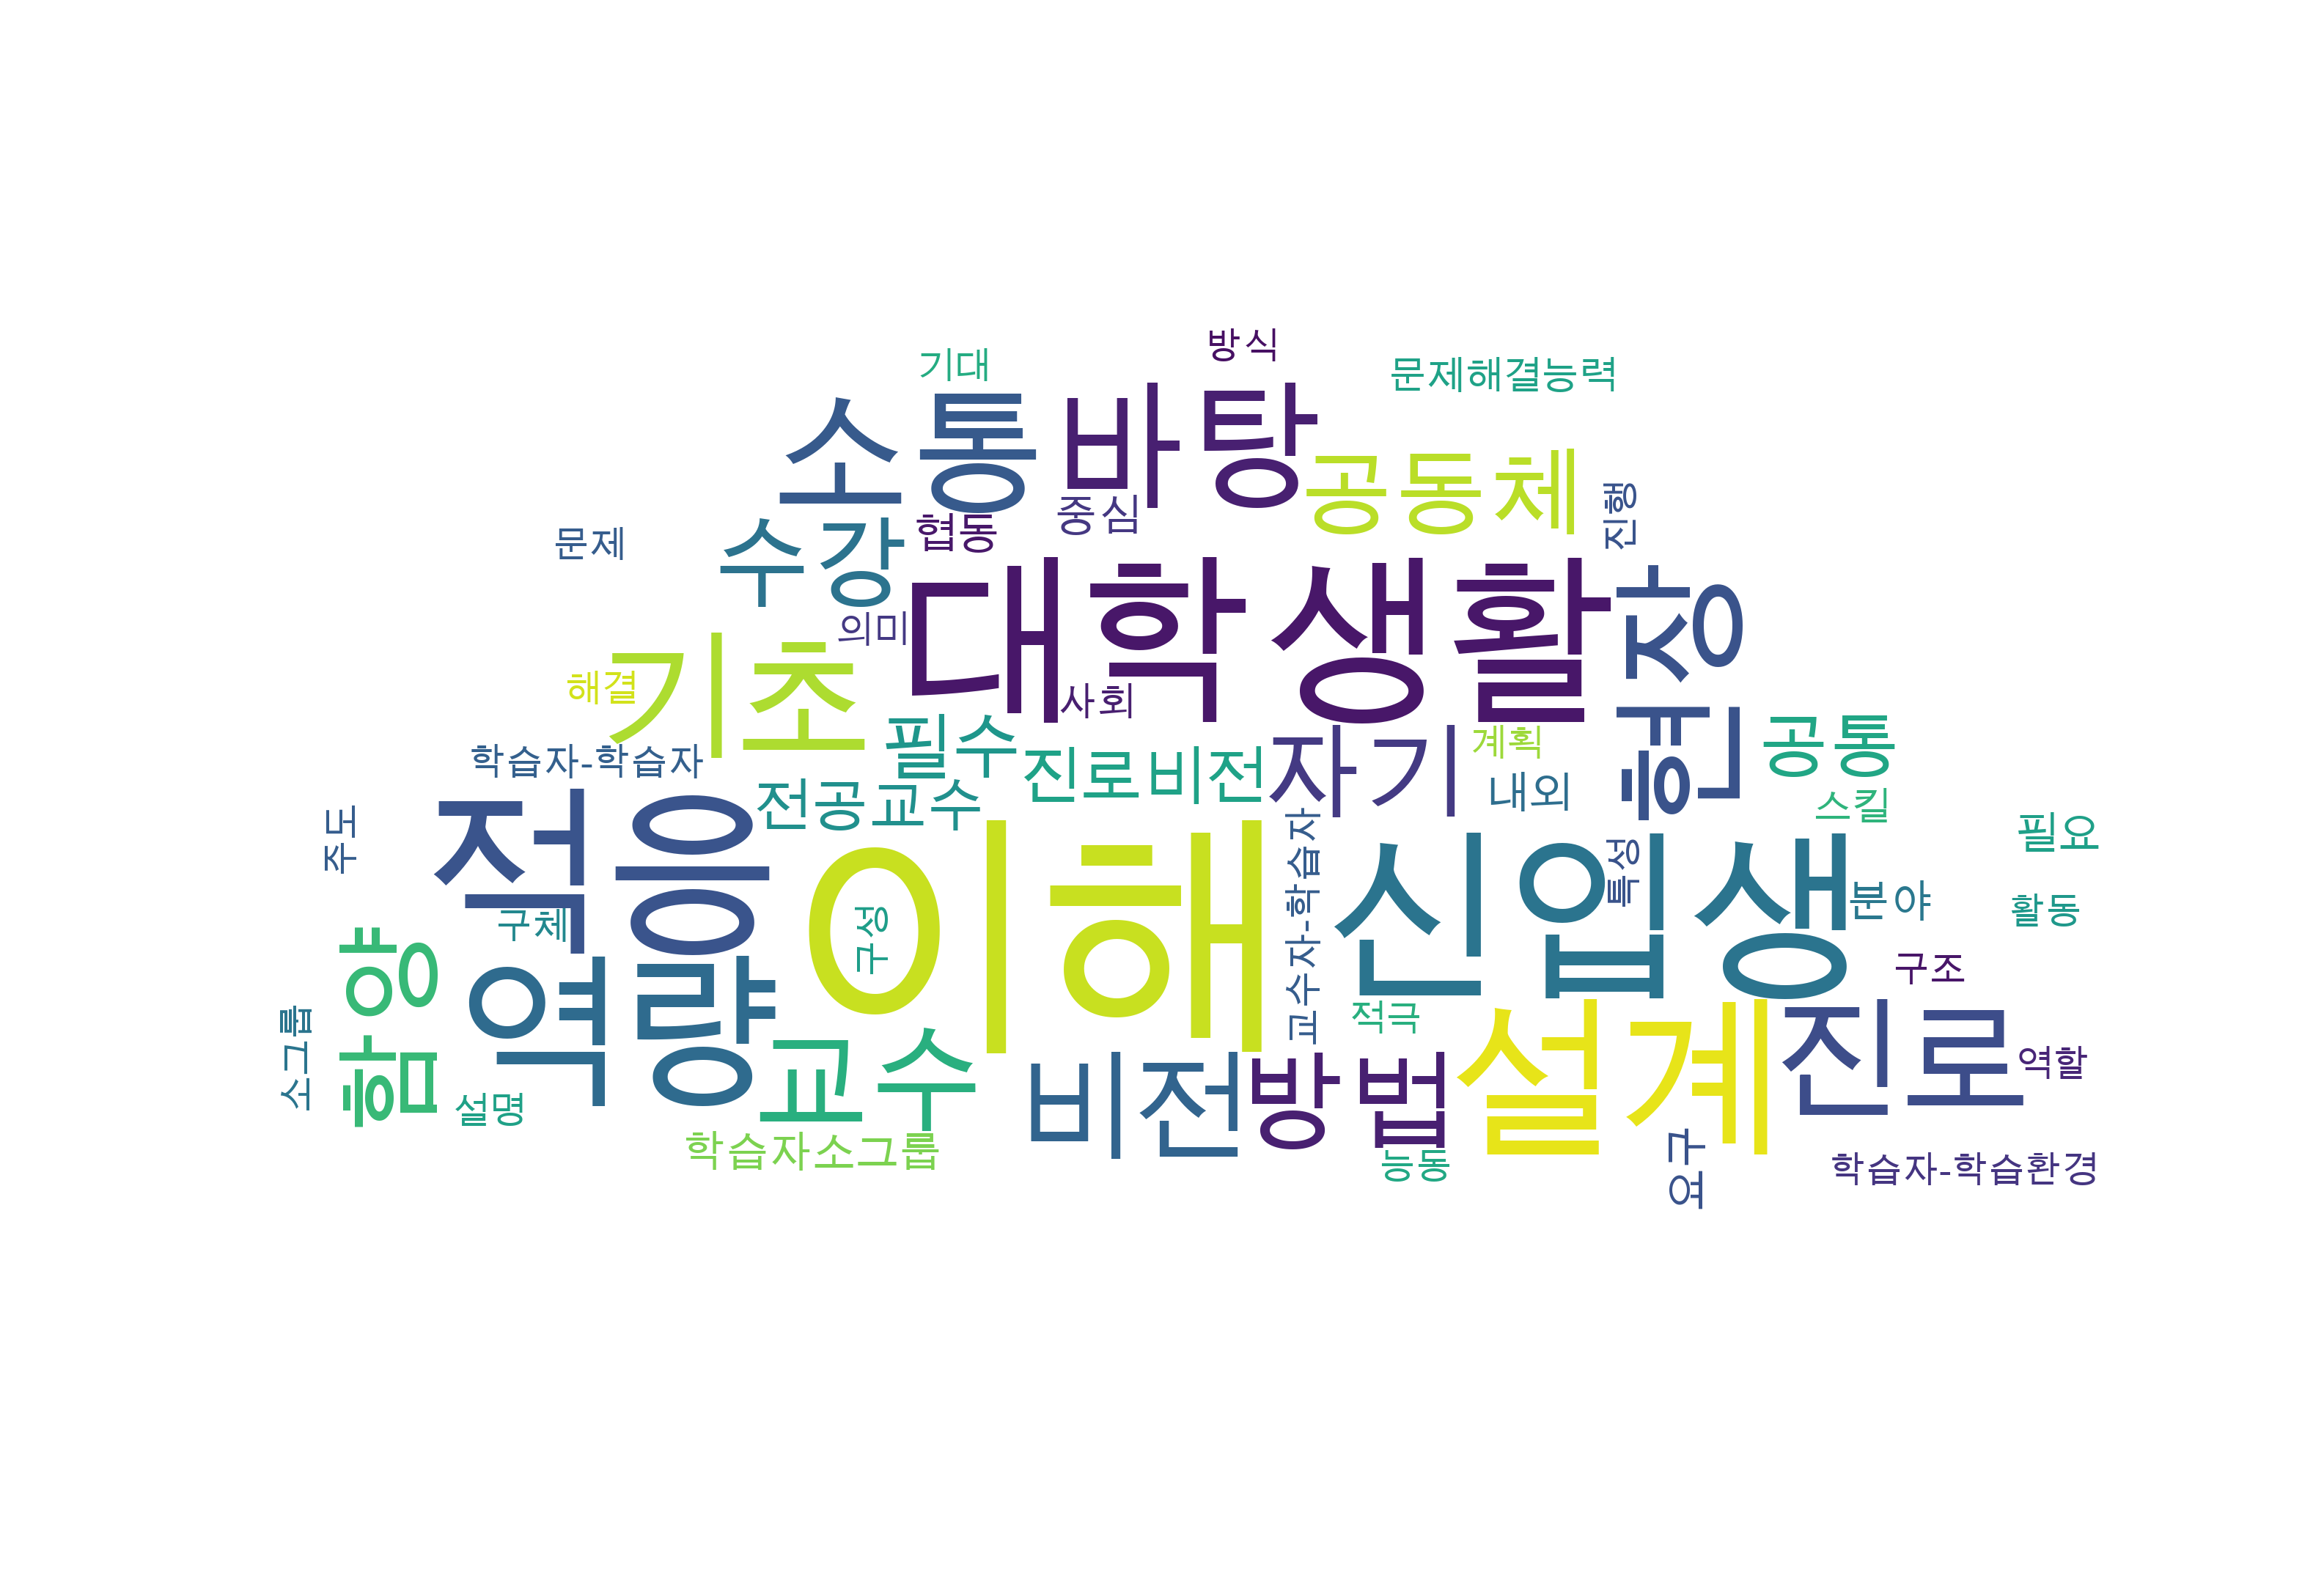 방식
기대
문제해결능력
소통
바탕
공동체
진행
중심
협동
수강
문제
대학생활
현장
의미
기초
해결
사회
필수
공통
계획
자기
진로비전
학습자-학습자
내외
전공교수
스킬
주도
필요
적응
이해
교수자-학습자
신입생
특성
분야
활동
구체
구성
함양
역량
구조
적극
설계
진로
소그룹
교수
비전
방법
역할
설명
학습자소그룹
능동
요구
학습자-학습환경